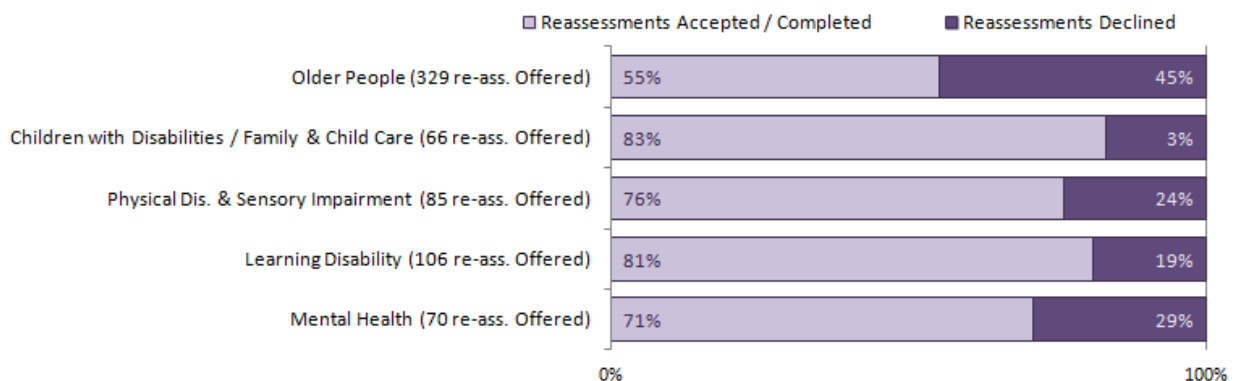 Reassessments Accepted / Completed Reassessments Declined
Older People (329 re-ass. Offered) 55% 45%
Children with Disabilities / Family & Child Care (66 re-ass. Offered) 83% 3%
Physical Dis. & Sensory Impairment (85 re-ass. Offered) 76% 24%
Learning Disability (106 re-ass. Offered) 81% 19%
Mental Health (70 re-ass. Offered) 71% 29%
0% 100%